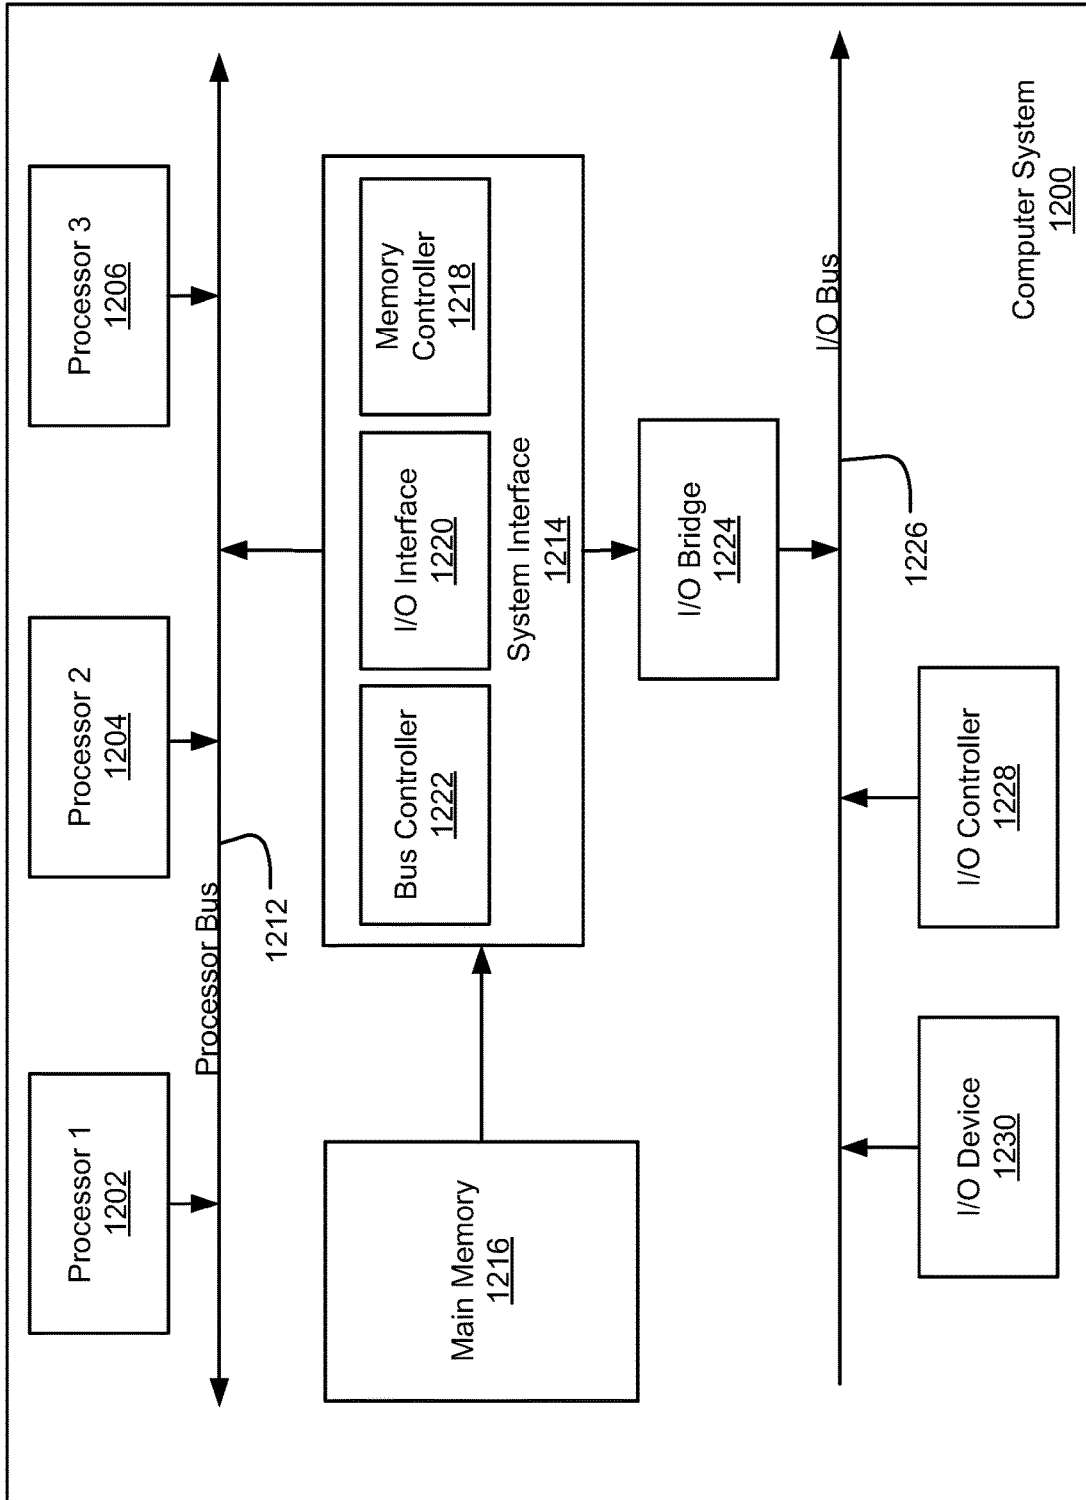 Processor 1
1202
Processor 2
1204
Processor 3
1206
Processor Bus
1212
Main Memory
1216
Bus Controller
1222
I/O Interface
1220
Memory
Controller
1218
System Interface
1214
I/O Bridge
1224
I/O Bus
1226
I/O Device
1230
I/O Controller
1228
Computer System
1200